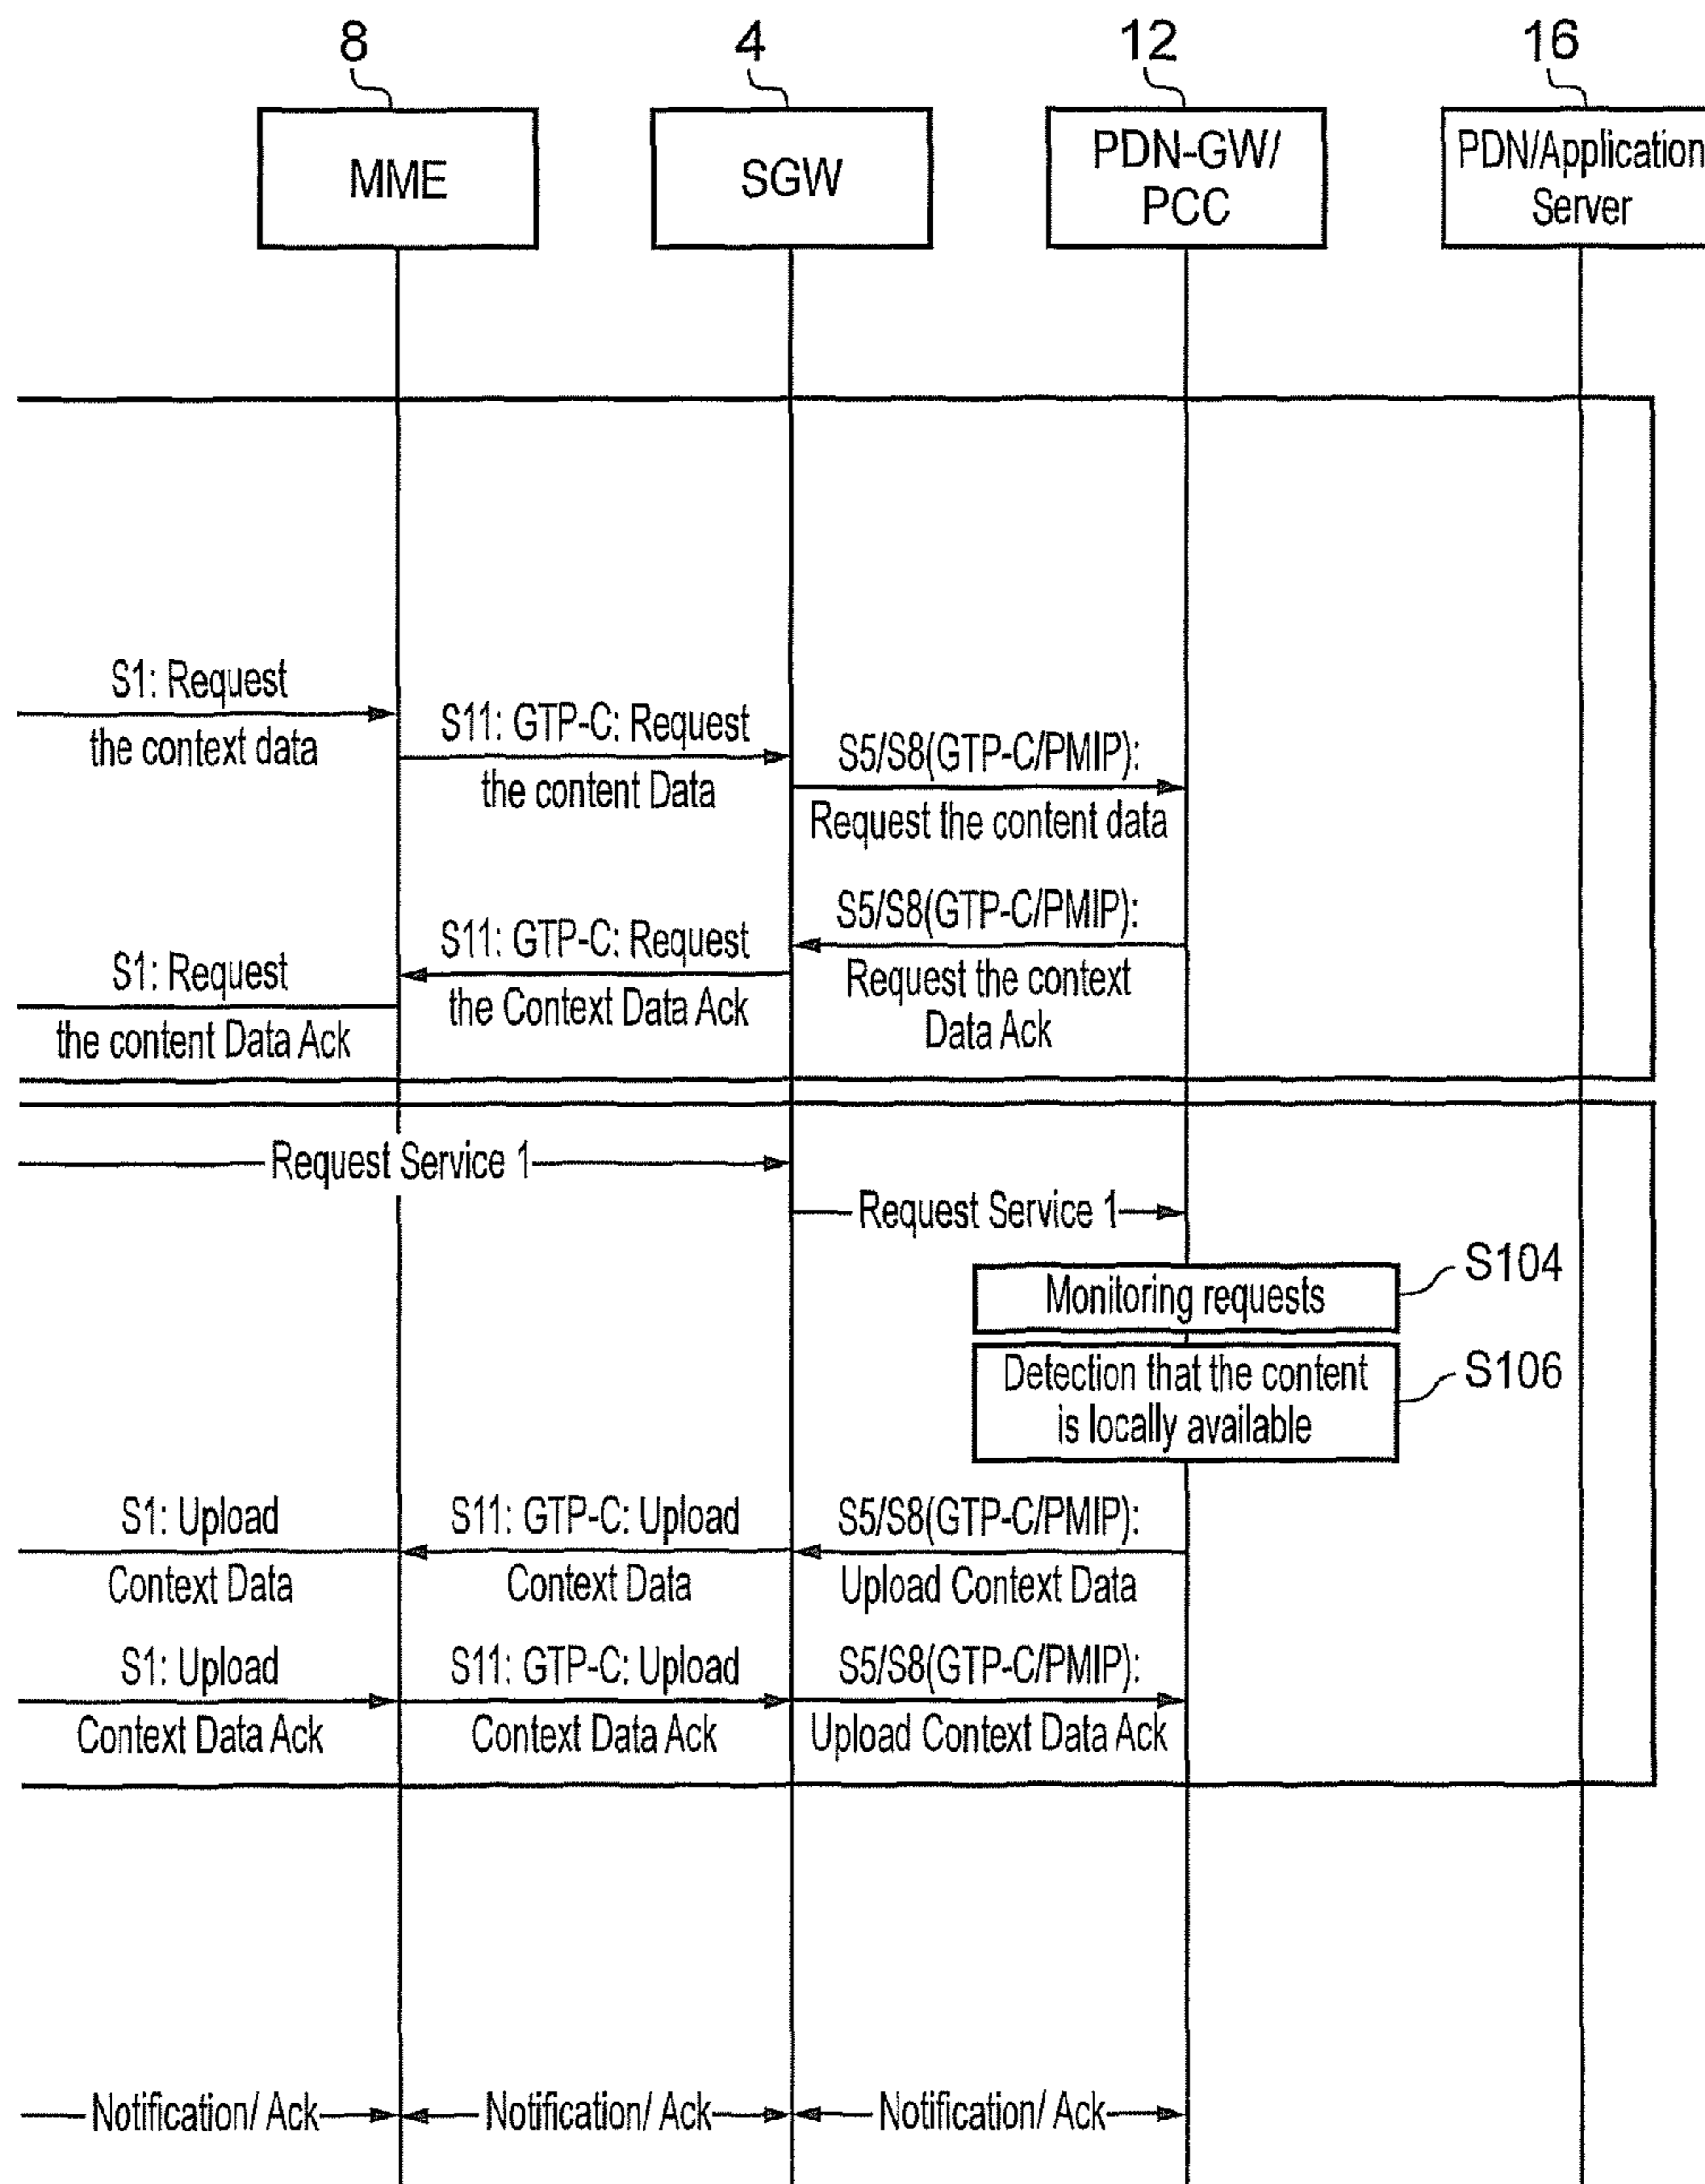 8
4
12
16
MME
SGW
PDN-GW/
PCC
PDN/Application
Server
S1: Request
the context data
S11: GTP-C: Request
the content Data
S5/S8(GTP-C/PMIP):
Request the content data
S5/S8(GTP-C/PMIP):
Request the context
Data Ack
S11: GTP-C: Request
the Context Data Ack
S1: Request
the content Data Ack
Request Service 1
Request Service 1
Monitoring requests
S104
Detection that the content
is locally available
S106
S1: Upload
Context Data
S11: GTP-C: Upload
Context Data
S5/S8(GTP-C/PMIP):
Upload Context Data
S1: Upload
Context Data Ack
S11: GTP-C: Upload
Context Data Ack
S5/S8(GTP-C/PMIP):
Upload Context Data Ack
Notification/ Ack
Notification/ Ack
Notification/ Ack